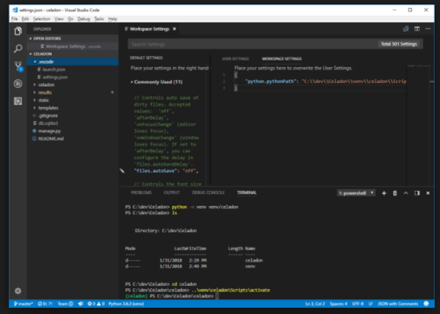 settings.json - celadon - Visual Studio Code
File Edit Selection View Go Debug Tasks Help
EXPLORER
OPEN EDITORS
Workspace Settings .vscode
CELADON
.vscode
launch.json
settings.json
celadon
results
static
templates
.gitignore
db.sqlite3
manage.py
README.md
Workspace Settings
Search Settings
Total 501 Settings
DEFAULT SETTINGS
Place your settings in the right hand
Commonly Used (11)
// Controls auto save of
dirty files. Accepted
values: 'off',
'afterDelay',
'onFocusChange' (editor
loses focus),
'onWindowChange' (window
loses focus). If set to
'afterDelay', you can
configure the delay in
'files.autoSaveDelay'.
"files.autoSave": "off",
// Controls the font size
USER SETTINGS
WORKSPACE SETTINGS
Place your settings here to overwrite the User Settings.
{
"python.pythonPath": "C:\\dev\\Celadon\\venv\\celadon\\Scrip
}
PROBLEMS
OUTPUT
DEBUG CONSOLE
TERMINAL
1: powershell
PS C:\dev\Celadon> python -m venv venv/celadon
PS C:\dev\Celadon> ls
Directory: C:\dev\Celadon
Mode LastWriteTime Length Name
d----- 1/31/2018 2:39 PM celadon
d----- 1/31/2018 2:40 PM venv
PS C:\dev\Celadon> cd celadon
PS C:\dev\Celadon\celadon> ..\venv\celadon\Scripts\activate
(celadon) PS C:\dev\Celadon\celadon>
master*
Team
Python 3.6.3 (venv)
Ln 3, Col 2
Spaces: 4
UTF-8
LF
JSON with Comments